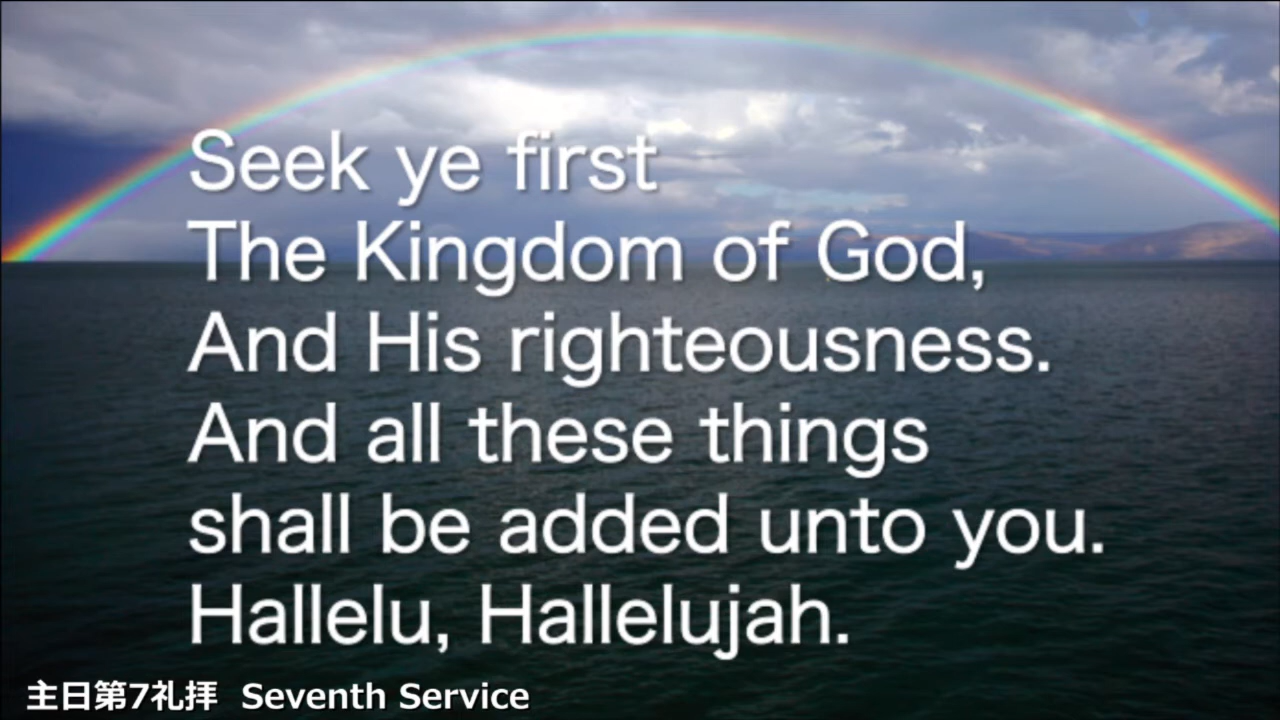 Seek ye first
The Kingdom of God,
And His righteousness.
And all these things
shall be added unto you.
Hallelu, Hallelujah.
主日第7礼拝 Seventh Service